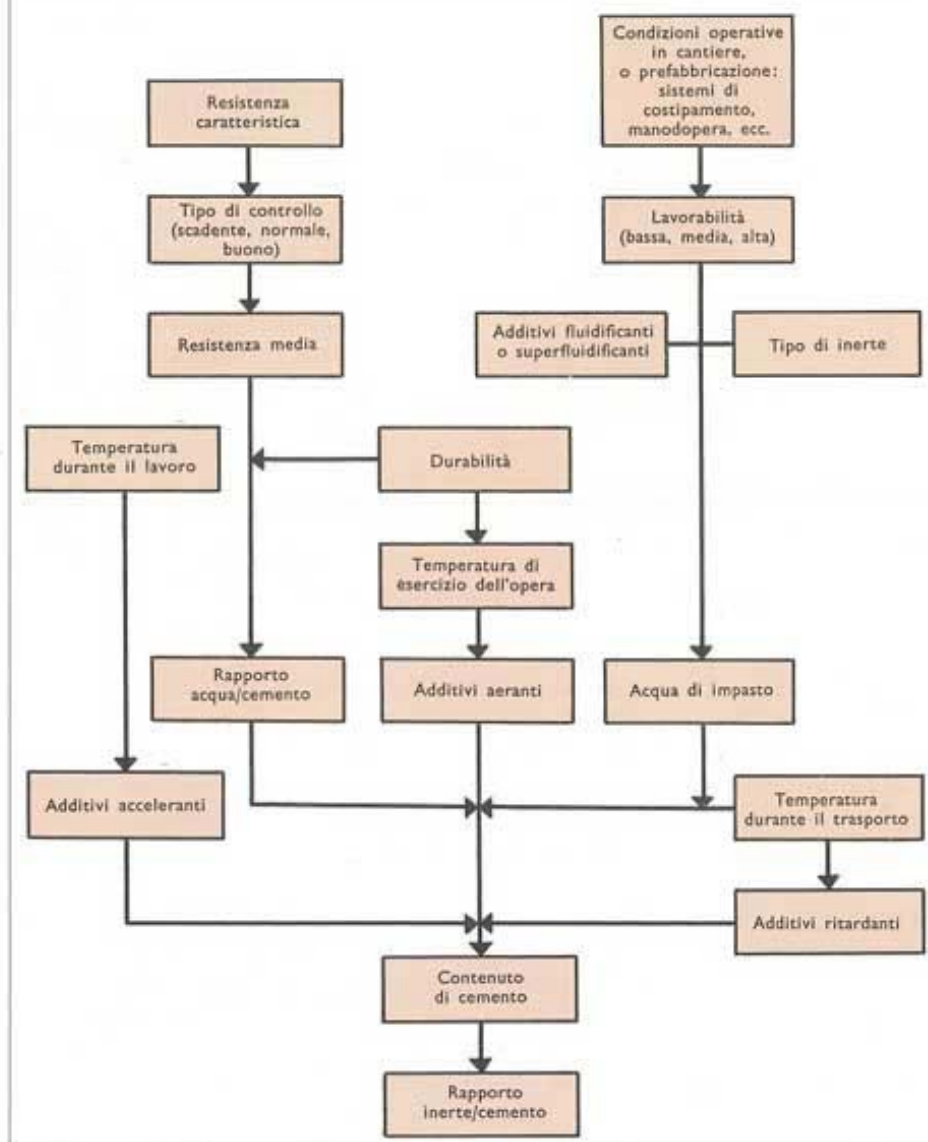 Condizioni operative
in cantiere,
o prefabbricazione:
sistemi di
costipamento,
manodopera, ecc.
Resistenza
caratteristica
Tipo di controllo
(scadente, normale,
buono)
Lavorabilità
(bassa, media, alta)
Resistenza media
Additivi fluidificanti
o superfluidificanti
Tipo di inerte
Temperatura
durante il lavoro
Durabilità
Temperatura di
esercizio dell'opera
Rapporto
acqua/cemento
Additivi aeranti
Acqua di impasto
Additivi acceleranti
Temperatura
durante il trasporto
Additivi ritardanti
Contenuto
di cemento
Rapporto
inerte/cemento